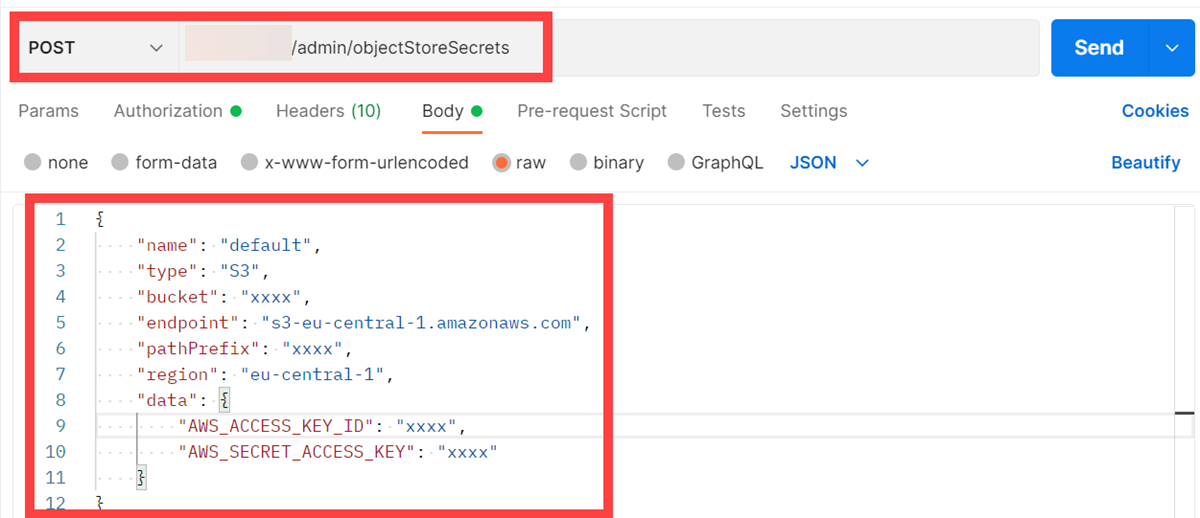 POST /admin/objectStoreSecrets Send
Params Authorization Headers (10) Body Pre-request Script Tests Settings Cookies
none form-data x-www-form-urlencoded raw binary GraphQL JSON Beautify
1 {
2 "name": "default",
3 "type": "S3",
4 "bucket": "xxxx",
5 "endpoint": "s3-eu-central-1.amazonaws.com",
6 "pathPrefix": "xxxx",
7 "region": "eu-central-1",
8 "data": {
9 "AWS_ACCESS_KEY_ID": "xxxx",
10 "AWS_SECRET_ACCESS_KEY": "xxxx"
11 }
12 }